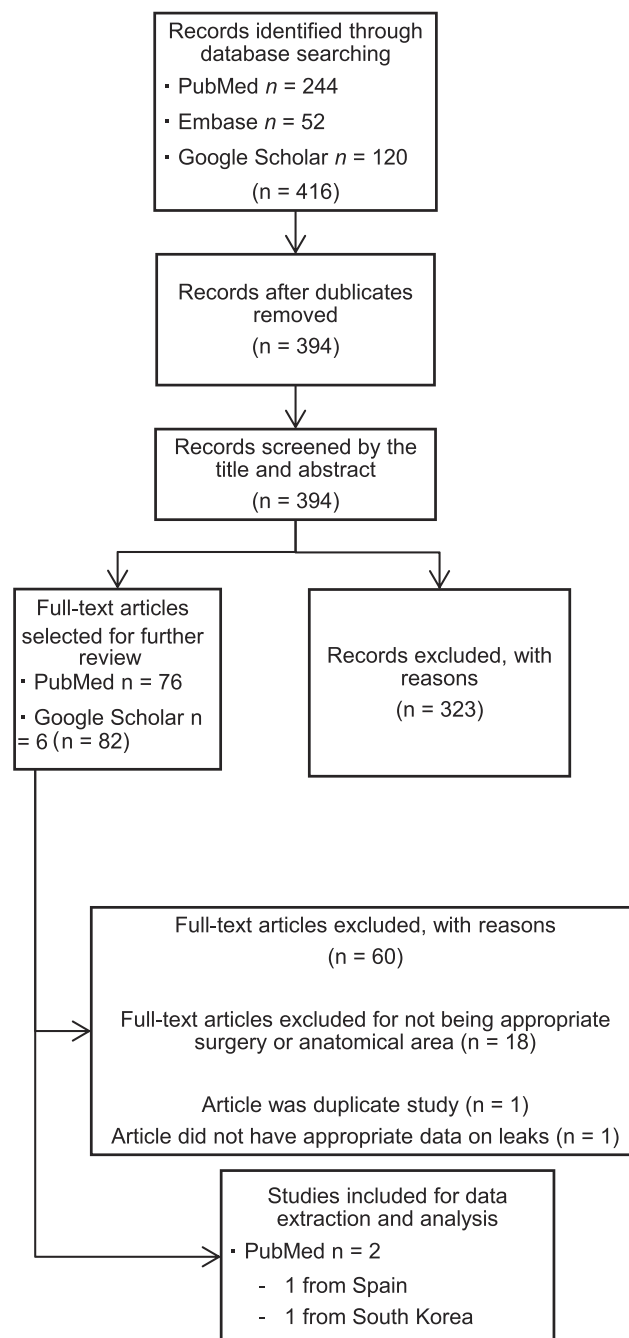 Records identified through
database searching
· PubMed n = 244
· Embase n = 52
· Google Scholar n = 120
(n = 416)
Records after dublicates
removed
(n = 394)
Records screened by the
title and abstract
(n = 394)
Full-text articles
selected for further
review
· PubMed n = 76
· Google Scholar n
= 6 (n = 82)
Records excluded, with
reasons
(n = 323)
Full-text articles excluded, with reasons
(n = 60)
Full-text articles excluded for not being appropriate
surgery or anatomical area (n = 18)
Article was duplicate study (n = 1)
Article did not have appropriate data on leaks (n = 1)
Studies included for data
extraction and analysis
· PubMed n = 2
- 1 from Spain
- 1 from South Korea